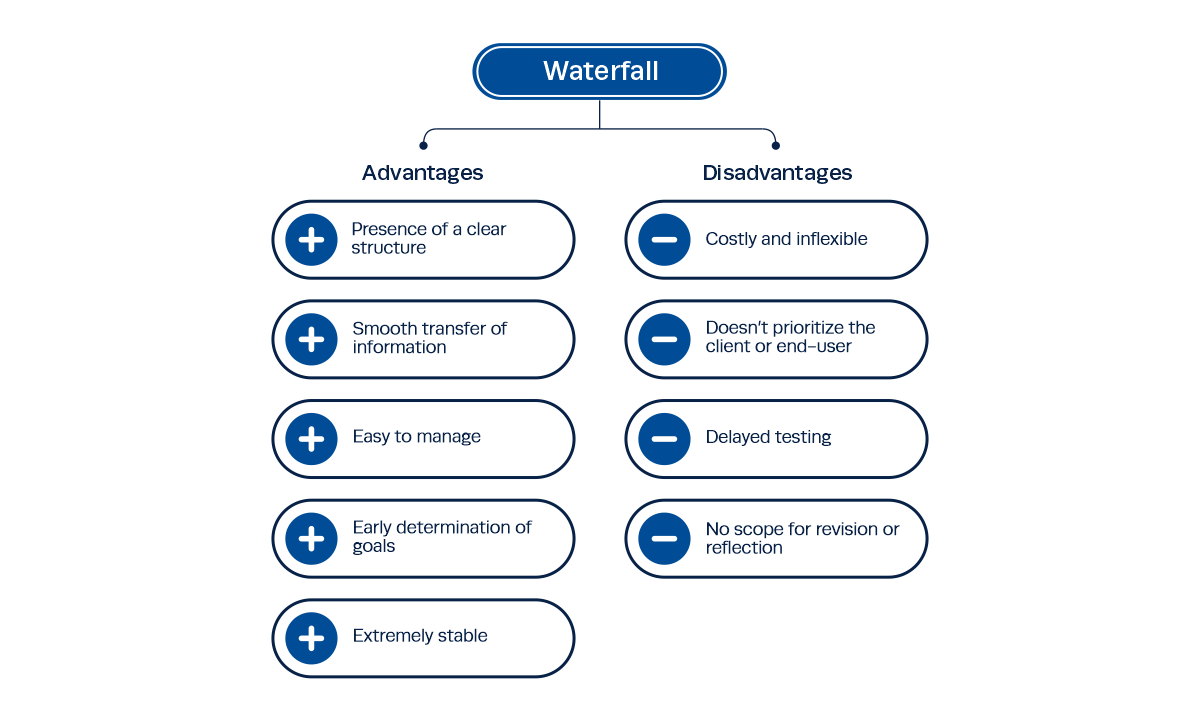 Waterfall
Advantages
Presence of a clear
structure
Smooth transfer of
information
Easy to manage
Early determination of
goals
Extremely stable
Disadvantages
Costly and inflexible
Doesn't prioritize the
client or end-user
Delayed testing
No scope for revision or
reflection